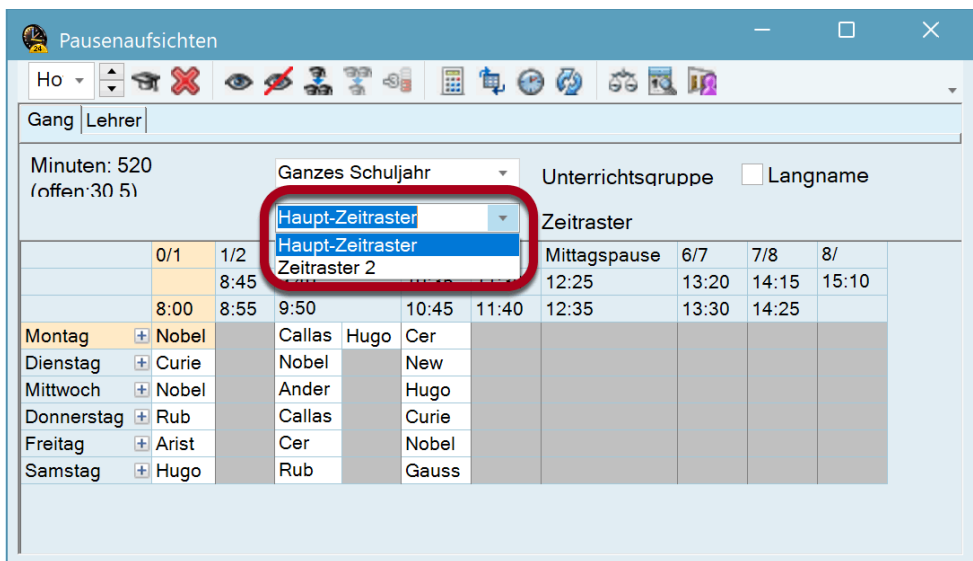 Pausenaufsichten
Ho
Gang Lehrer
Minuten: 520 Ganzes Schuljahr Unterrichtsgruppe Langname
(offen:30.5)
Haupt-Zeitraster Zeitraster
Haupt-Zeitraster
Zeitraster 2
0/1 1/2 Mittagspause 6/7 7/8 8/
8:45 12:25 13:20 14:15 15:10
8:00 8:55 9:50 10:45 11:40 12:35 13:30 14:25
Montag Nobel Callas Hugo Cer
Dienstag Curie Nobel New
Mittwoch Nobel Ander Hugo
Donnerstag Rub Callas Curie
Freitag Arist Cer Nobel
Samstag Hugo Rub Gauss